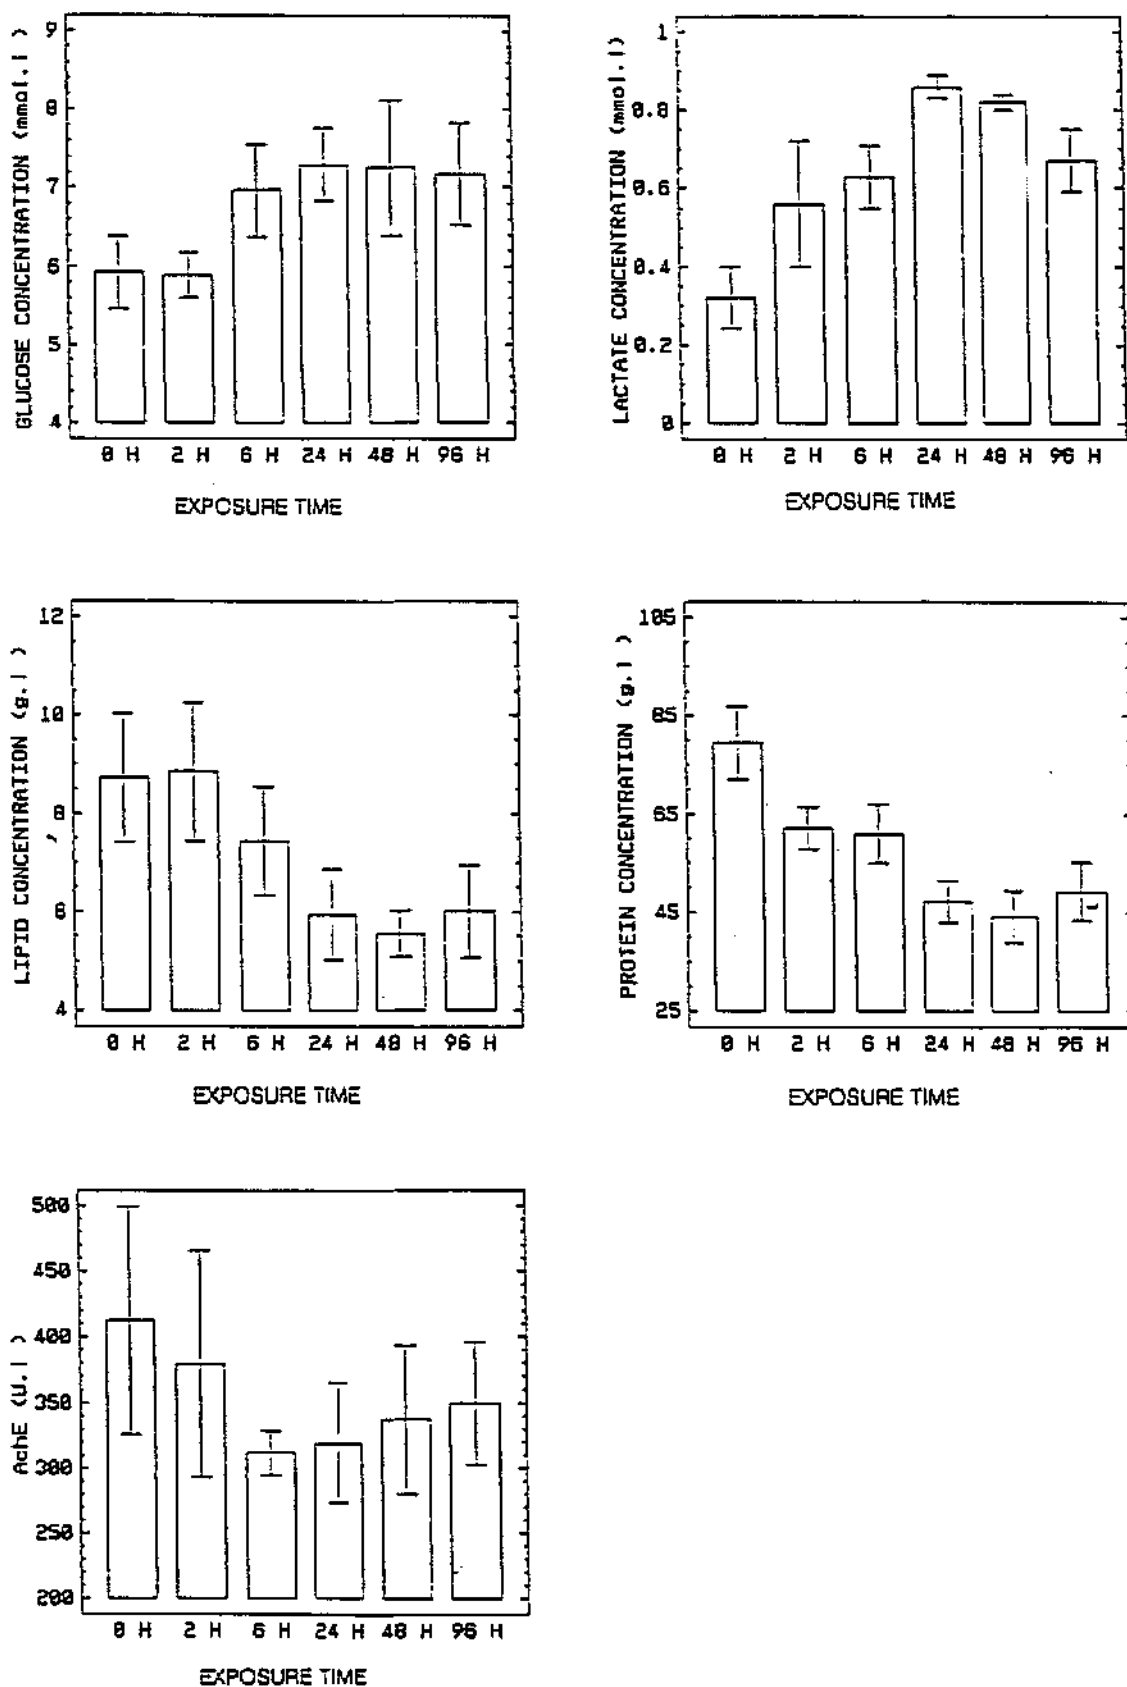 GLUCOSE CONCENTRATION (mmol.l )
9
8
7
6
5
4
0 H 2 H 6 H 24 H 48 H 96 H
EXPOSURE TIME
LACTATE CONCENTRATION (mmol.l )
1
0.8
0.6
0.4
0.2
0
0 H 2 H 6 H 24 H 48 H 96 H
EXPOSURE TIME
LIPID CONCENTRATION (g.l )
12
10
8
6
4
0 H 2 H 6 H 24 H 48 H 96 H
EXPOSURE TIME
PROTEIN CONCENTRATION (g.l )
105
85
65
45
25
0 H 2 H 6 H 24 H 48 H 96 H
EXPOSURE TIME
AchE (U.l )
500
450
400
350
300
250
200
0 H 2 H 6 H 24 H 48 H 96 H
EXPOSURE TIME